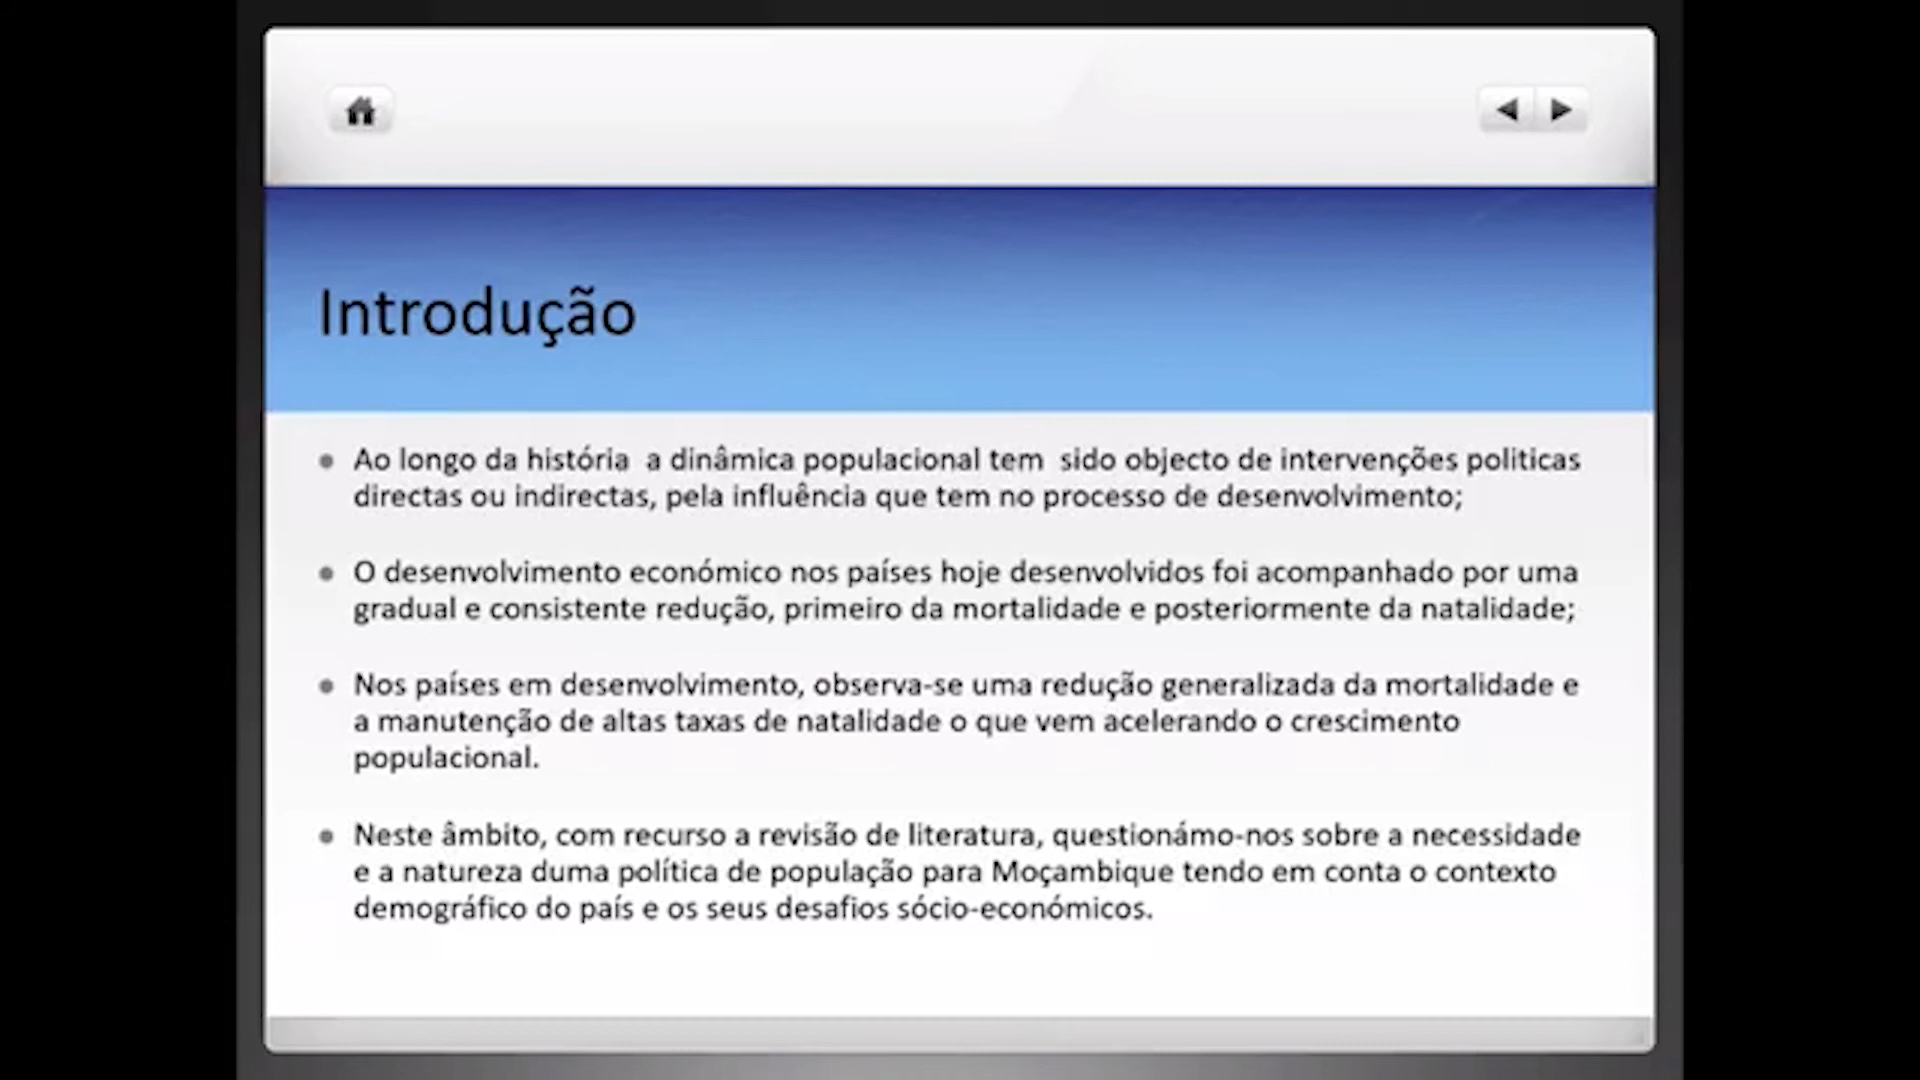 Introdução
Ao longo da história a dinâmica populacional tem sido objecto de intervenções politicas
directas ou indirectas, pela influência que tem no processo de desenvolvimento;
O desenvolvimento económico nos países hoje desenvolvidos foi acompanhado por uma
gradual e consistente redução, primeiro da mortalidade e posteriormente da natalidade;
Nos países em desenvolvimento, observa-se uma redução generalizada da mortalidade e
a manutenção de altas taxas de natalidade o que vem acelerando o crescimento
populacional.
Neste âmbito, com recurso a revisão de literatura, questionámo-nos sobre a necessidade
e a natureza duma política de população para Moçambique tendo em conta o contexto
demográfico do país e os seus desafios sócio-económicos.